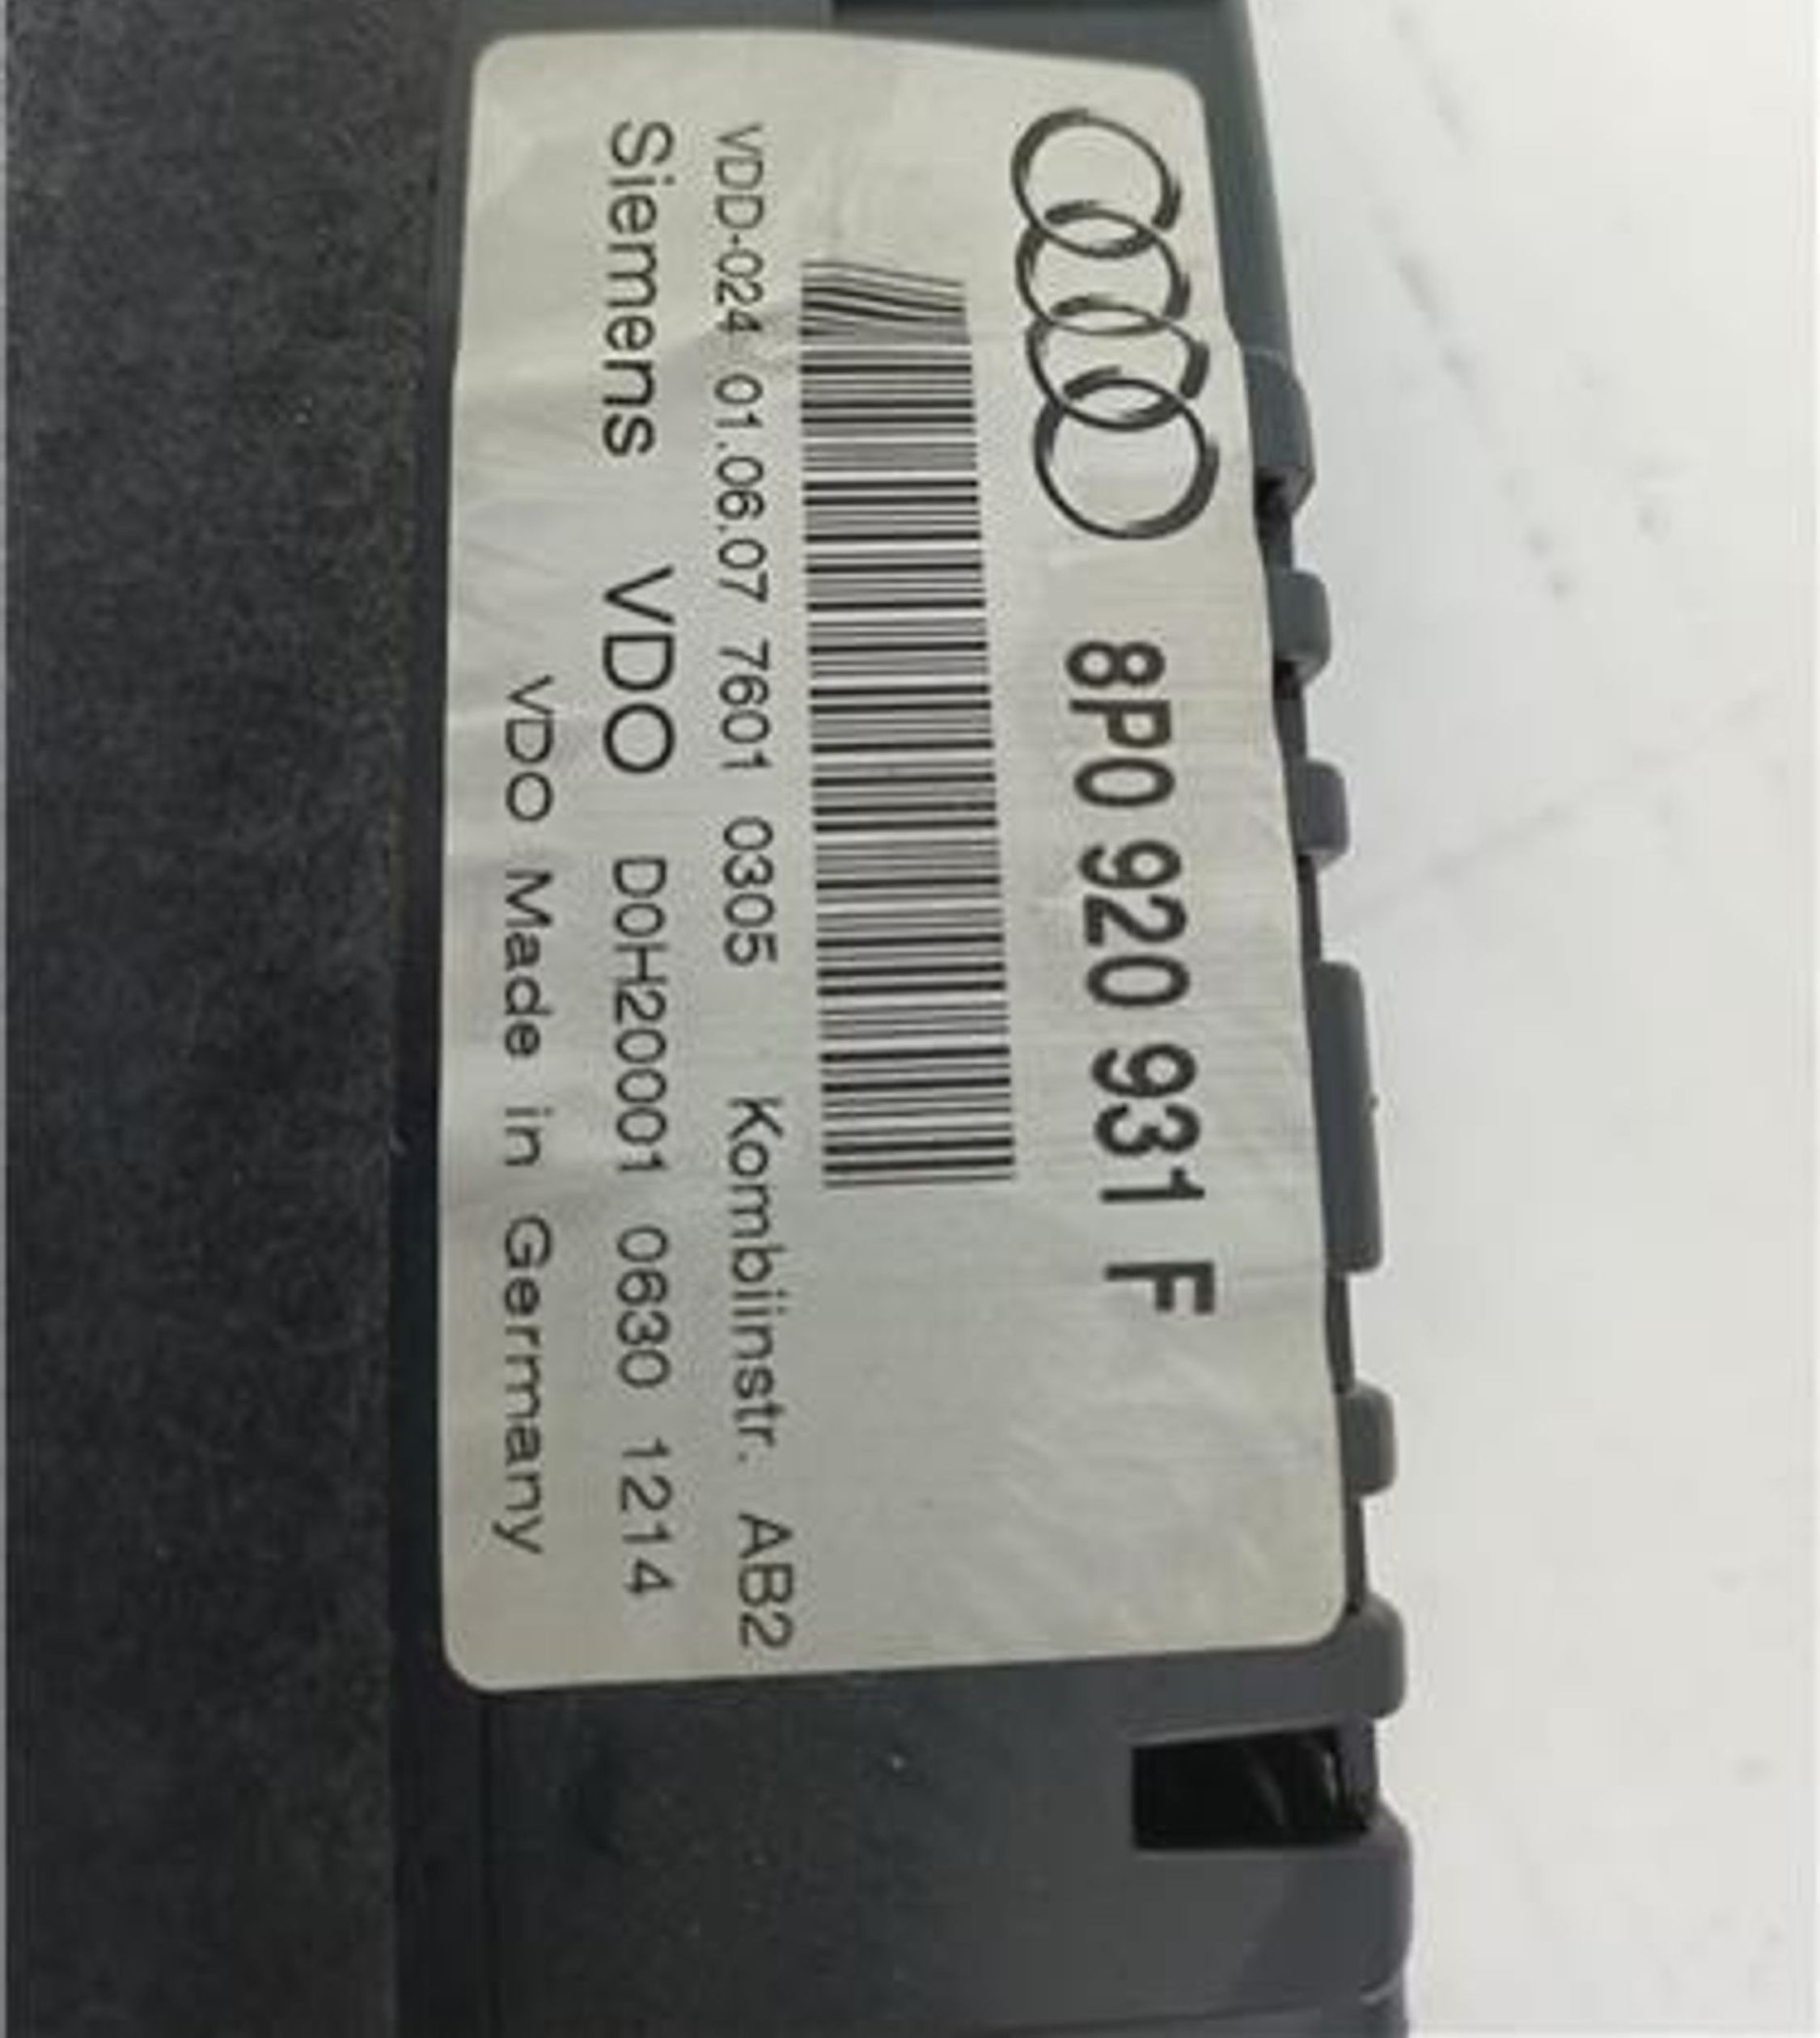 8P0 920 931 F
VDD-024 01.06.07 7601 0305 Kombiinstr. AB2
Siemens VDO D0H20001 0630 1214
VDO Made in Germany